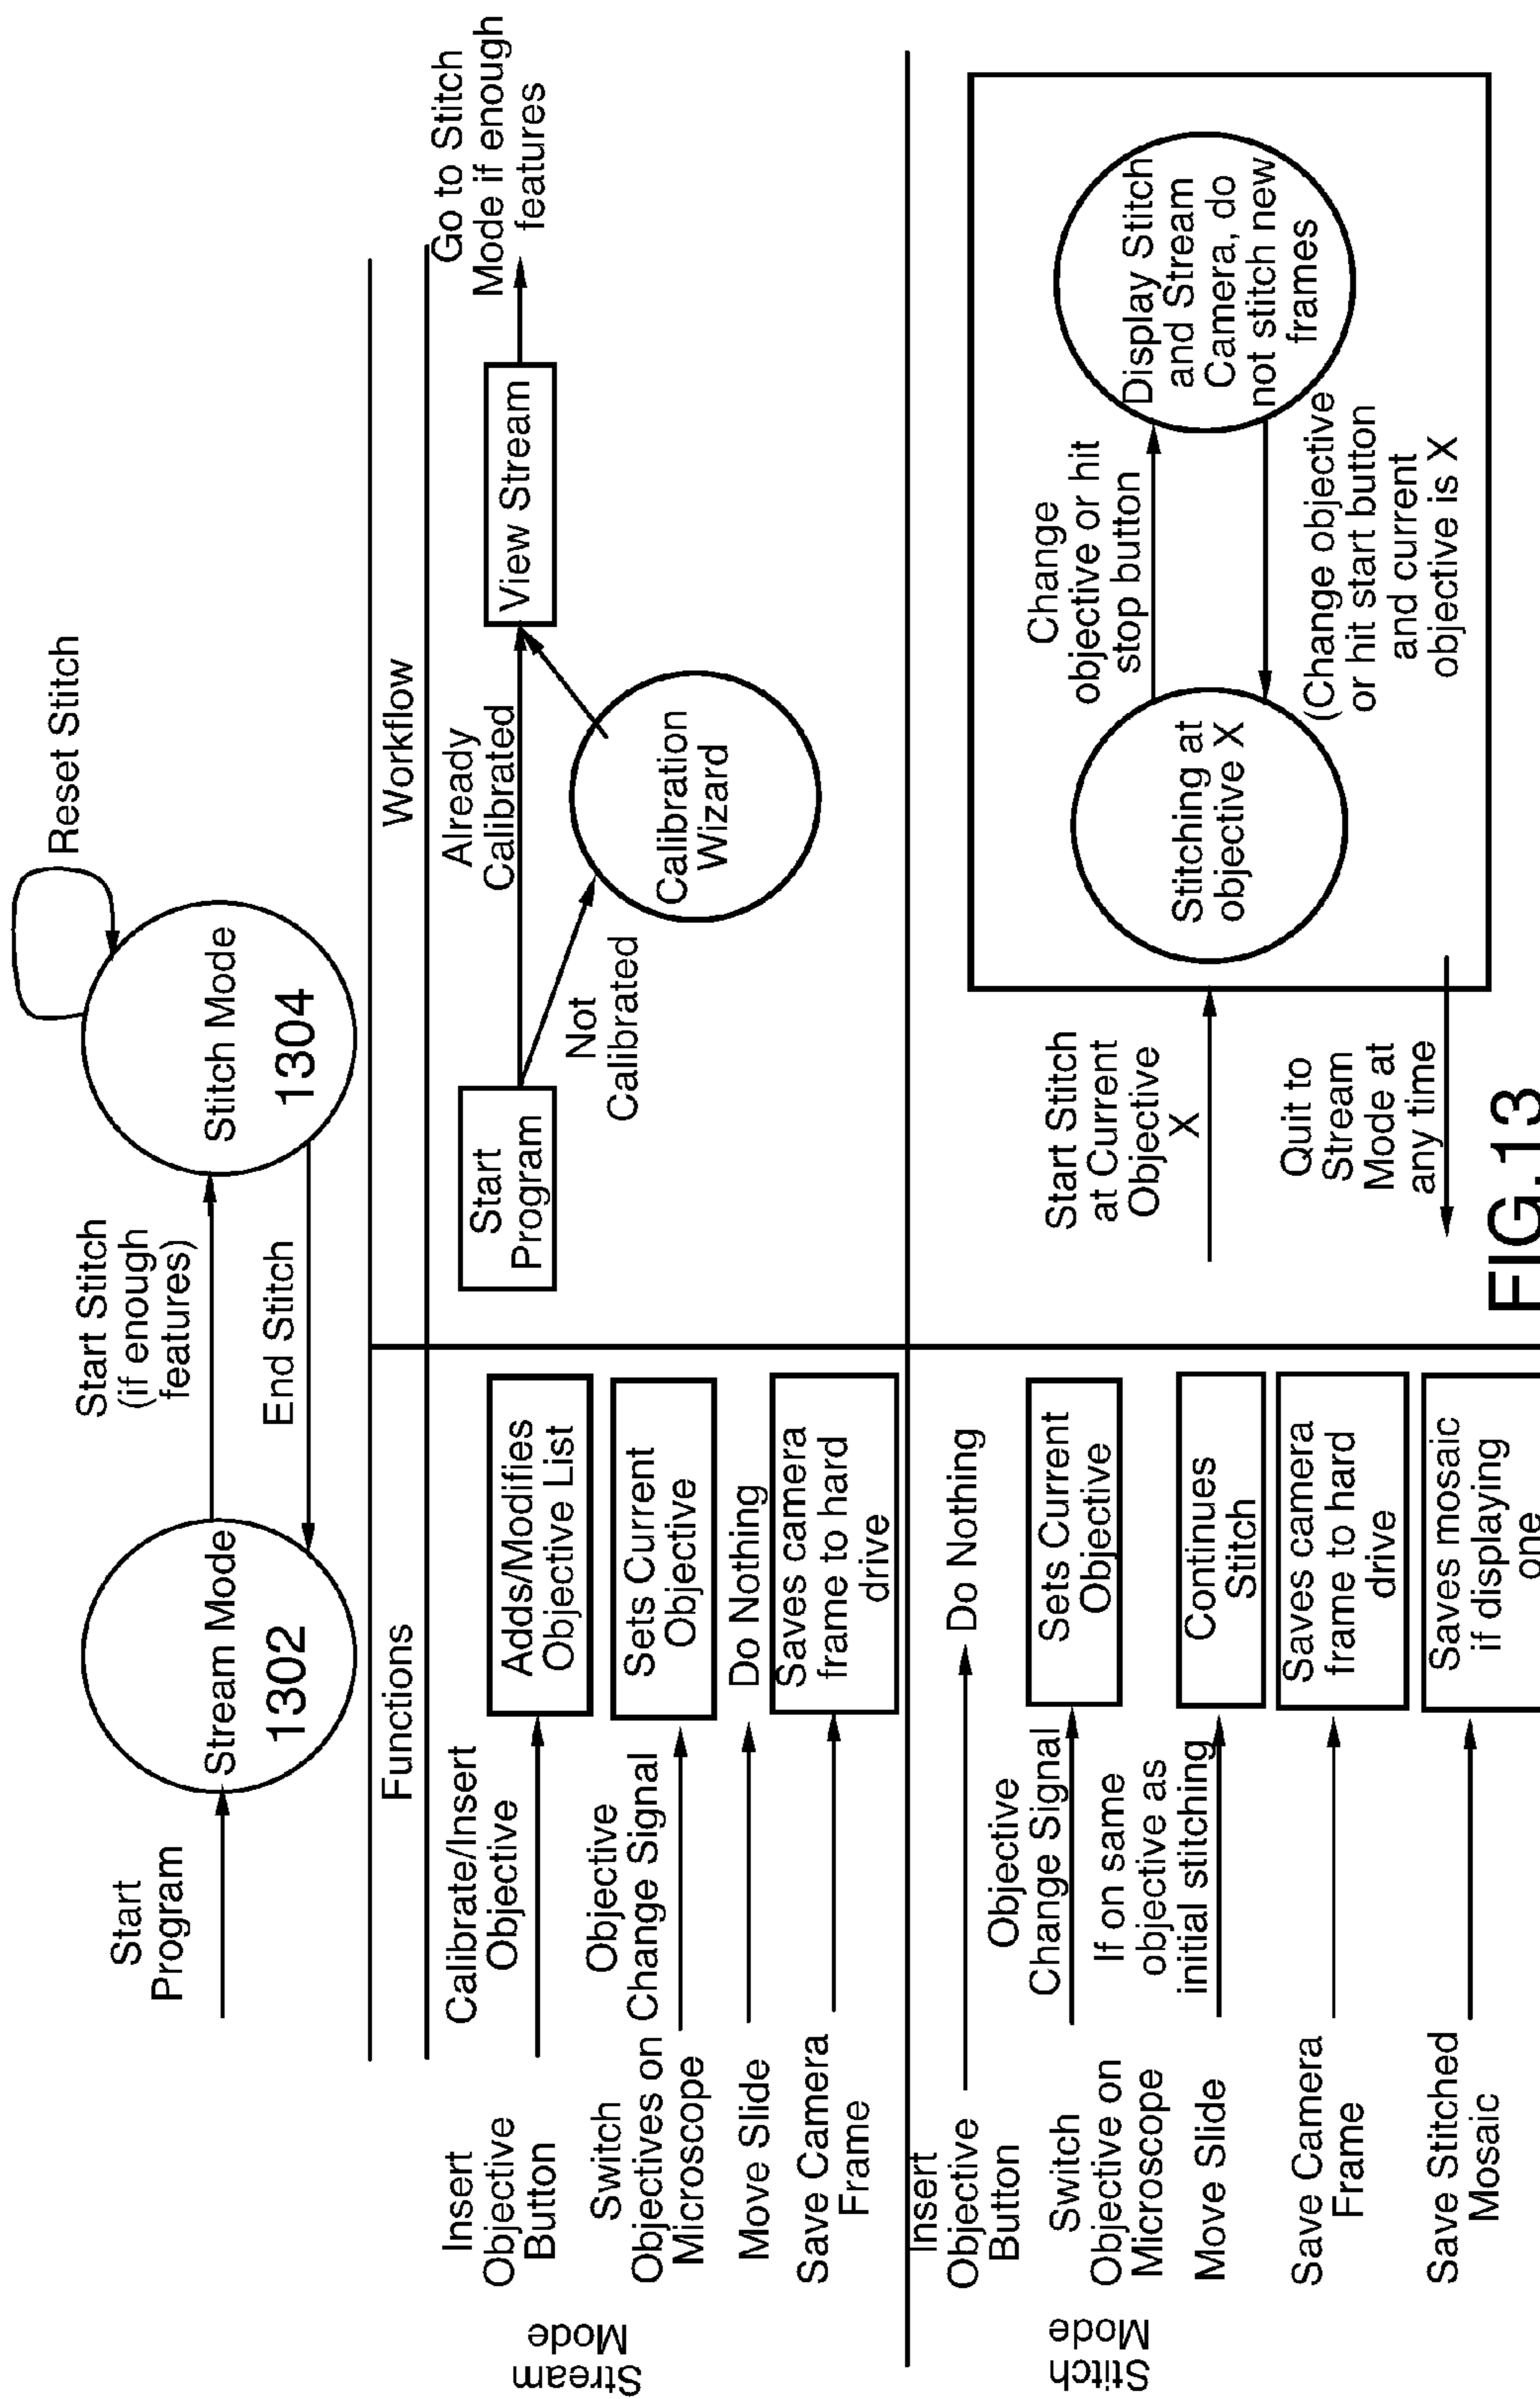 Start
Program
Stream Mode
1302
Start Stitch
(if enough
features)
End Stitch
Stitch Mode
1304
Reset Stitch
Functions
Workflow
Stream
Mode
Insert
Objective
Button
Calibrate/Insert
Objective
Adds/Modifies
Objective List
Switch
Objectives on
Microscope
Objective
Change Signal
Sets Current
Objective
Move Slide
Do Nothing
Save Camera
Frame
Saves camera
frame to hard
drive
Start
Program
Already
Calibrated
Not
Calibrated
Calibration
Wizard
View Stream
Go to Stitch
Mode if enough
features
Stitch
Mode
Insert
Objective
Button
Do Nothing
Switch
Objective on
Microscope
Objective
Change Signal
Sets Current
Objective
Move Slide
If on same
objective as
initial stitching
Continues
Stitch
Save Camera
Frame
Saves camera
frame to hard
drive
Save Stitched
Mosaic
Saves mosaic
if displaying
one
Start Stitch
at Current
Objective
X
Quit to
Stream
Mode at
any time
Stitching at
objective X
Change
objective or hit
stop button
(Change objective
or hit start button
and current
objective is X
Display Stitch
and Stream
Camera, do
not stitch new
frames
FIG.13